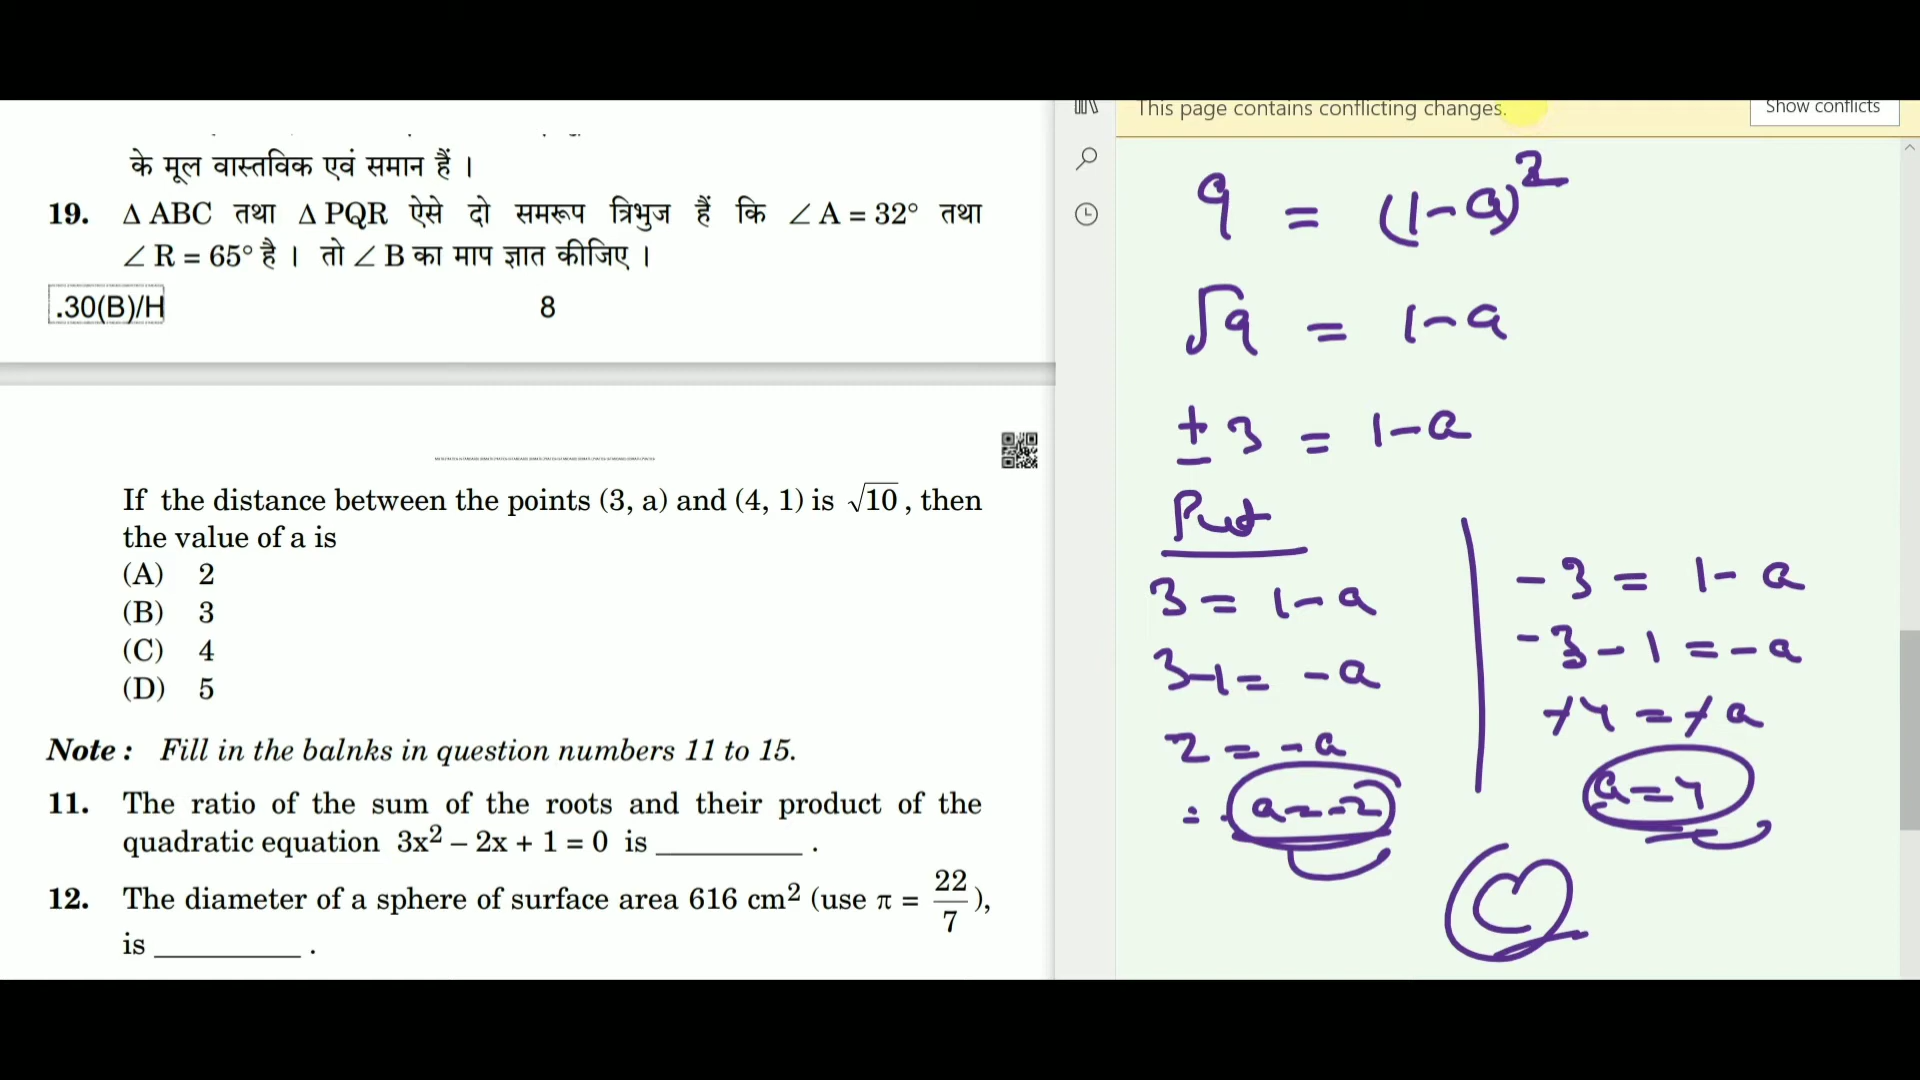 के मूल वास्तविक एवं समान हैं ।
19. Δ ABC तथा Δ PQR ऐसे दो समरूप त्रिभुज हैं कि ∠ A = 32° तथा
∠ R = 65° है । तो ∠ B का माप ज्ञात कीजिए ।
.30(B)/H
8
If the distance between the points (3, a) and (4, 1) is √10 , then
the value of a is
(A) 2
(B) 3
(C) 4
(D) 5
Note : Fill in the balnks in question numbers 11 to 15.
11. The ratio of the sum of the roots and their product of the
quadratic equation 3x² – 2x + 1 = 0 is __________ .
12. The diameter of a sphere of surface area 616 cm² (use π = 22/7),
is __________ .
This page contains conflicting changes.
Show conflicts
9 = (1-a)²
√9 = 1-a
± 3 = 1-a
Put
3 = 1-a
3-1 = -a
2 = -a
= a = -2
-3 = 1-a
-3-1 = -a
+4 = +a
a = 4
C